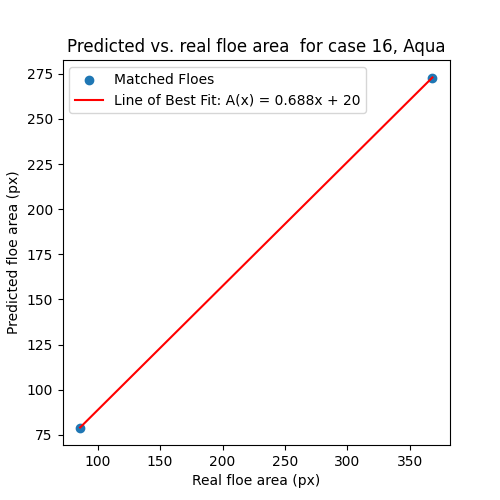 Predicted vs. real floe area  for case 16, Aqua
Matched Floes
Line of Best Fit: A(x) = 0.688x + 20
275
250
225
200
175
150
125
100
75
Predicted floe area (px)
100 150 200 250 300 350
Real floe area (px)